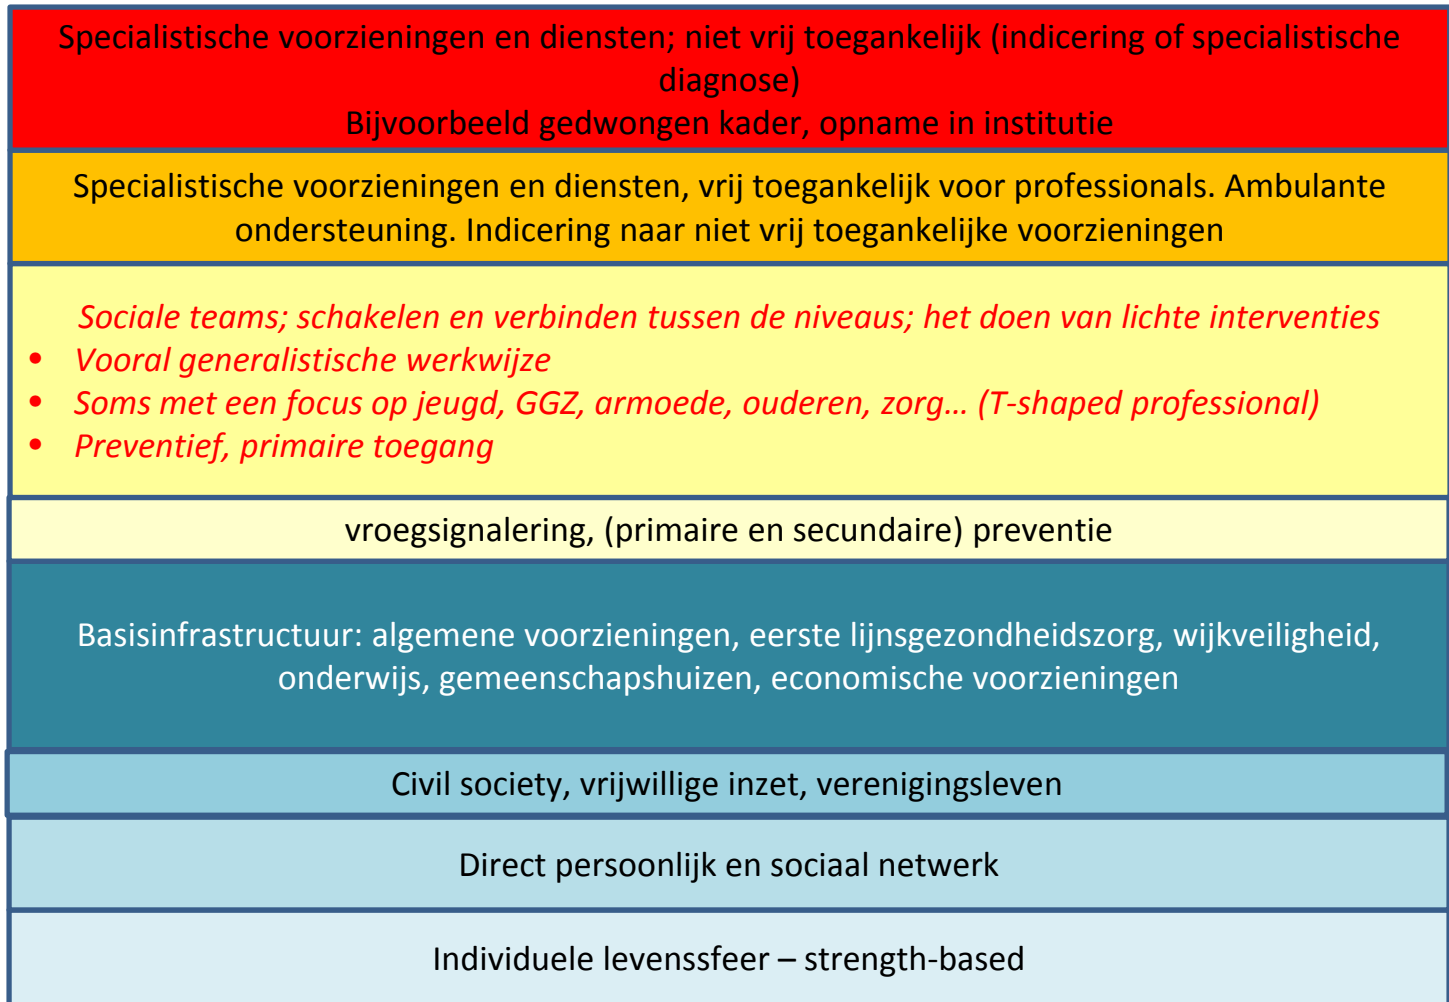 Specialistische voorzieningen en diensten; niet vrij toegankelijk (indicering of specialistische
diagnose)
Bijvoorbeeld gedwongen kader, opname in institutie
Specialistische voorzieningen en diensten, vrij toegankelijk voor professionals. Ambulante
ondersteuning. Indicering naar niet vrij toegankelijke voorzieningen
Sociale teams; schakelen en verbinden tussen de niveaus; het doen van lichte interventies
• Vooral generalistische werkwijze
• Soms met een focus op jeugd, GGZ, armoede, ouderen, zorg… (T-shaped professional)
• Preventief, primaire toegang
vroegsignalering, (primaire en secundaire) preventie
Basisinfrastructuur: algemene voorzieningen, eerste lijnsgezondheidszorg, wijkveiligheid,
onderwijs, gemeenschapshuizen, economische voorzieningen
Civil society, vrijwillige inzet, verenigingsleven
Direct persoonlijk en sociaal netwerk
Individuele levenssfeer – strength-based